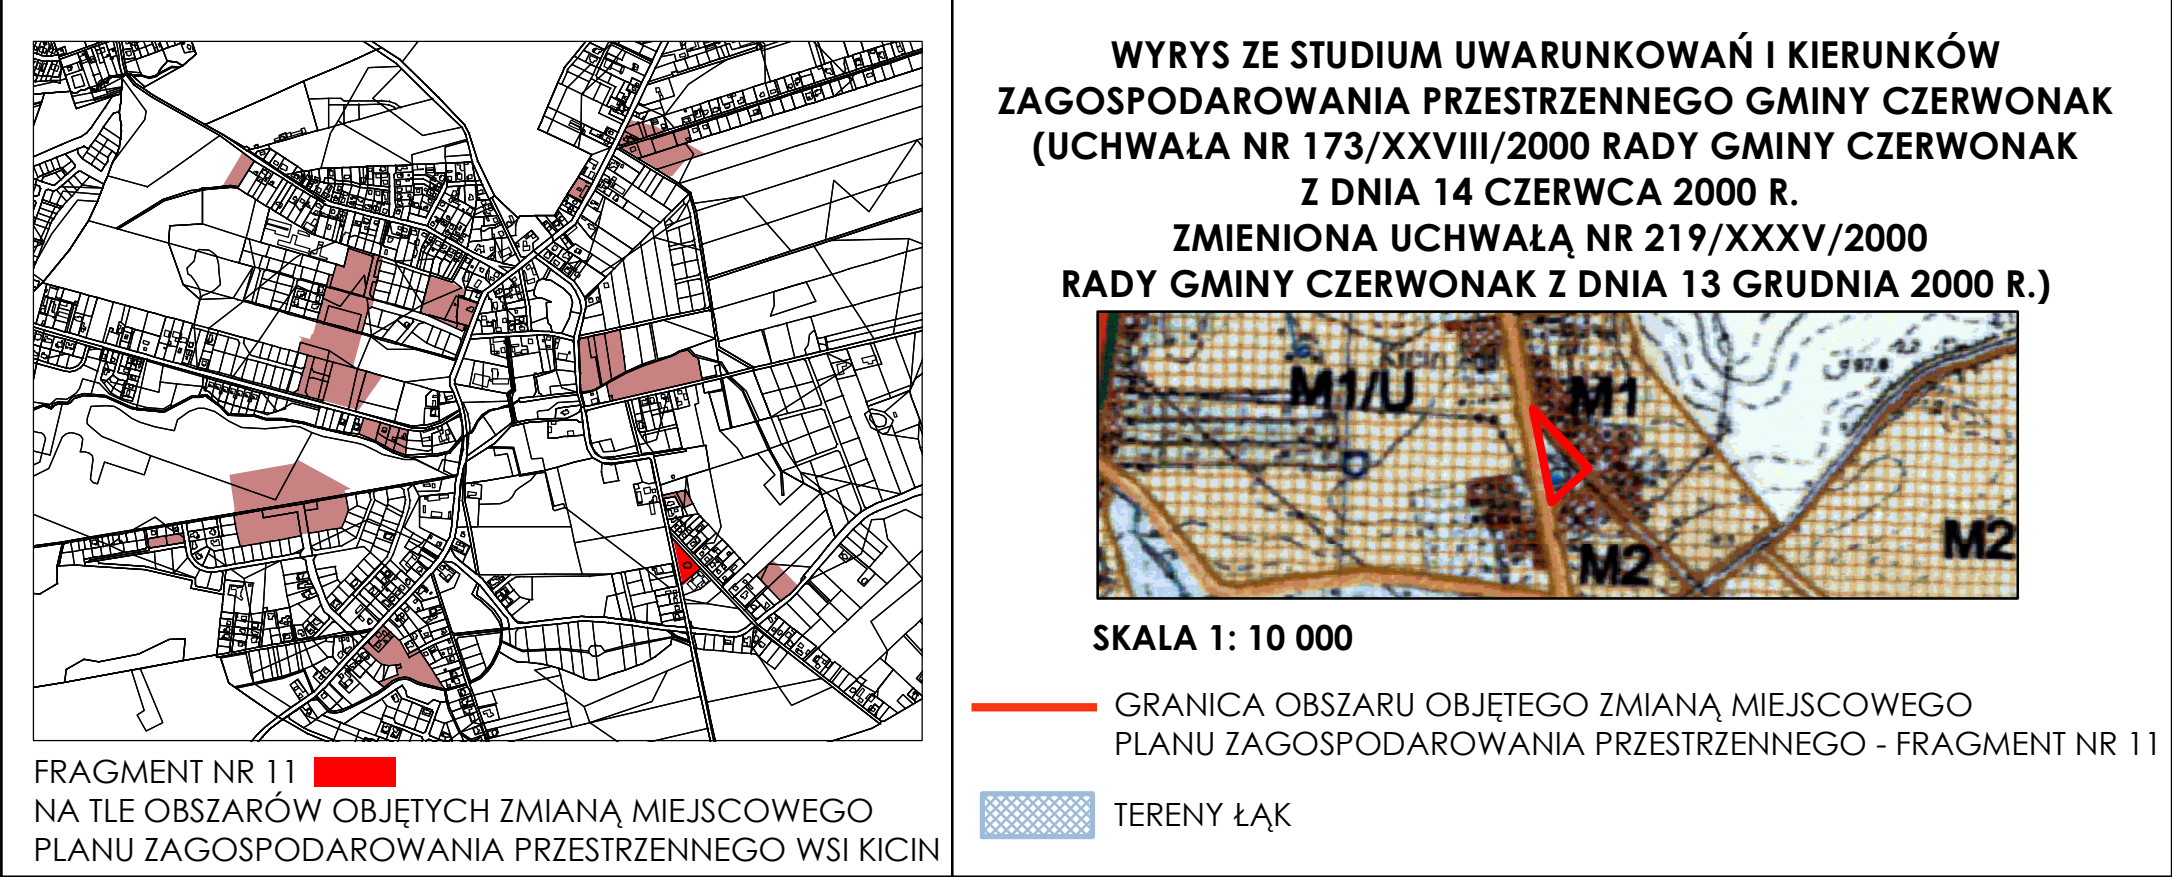 FRAGMENT NR 11
NA TLE OBSZARÓW OBJĘTYCH ZMIANĄ MIEJSCOWEGO
PLANU ZAGOSPODAROWANIA PRZESTRZENNEGO WSI KICIN
WYRYS ZE STUDIUM UWARUNKOWAŃ I KIERUNKÓW
ZAGOSPODAROWANIA PRZESTRZENNEGO GMINY CZERWONAK
(UCHWAŁA NR 173/XXVIII/2000 RADY GMINY CZERWONAK
Z DNIA 14 CZERWCA 2000 R.
ZMIENIONA UCHWAŁĄ NR 219/XXXV/2000
RADY GMINY CZERWONAK Z DNIA 13 GRUDNIA 2000 R.)
M1/U
M1
M2
M2
SKALA 1: 10 000
GRANICA OBSZARU OBJĘTEGO ZMIANĄ MIEJSCOWEGO
PLANU ZAGOSPODAROWANIA PRZESTRZENNEGO - FRAGMENT NR 11
TERENY ŁĄK